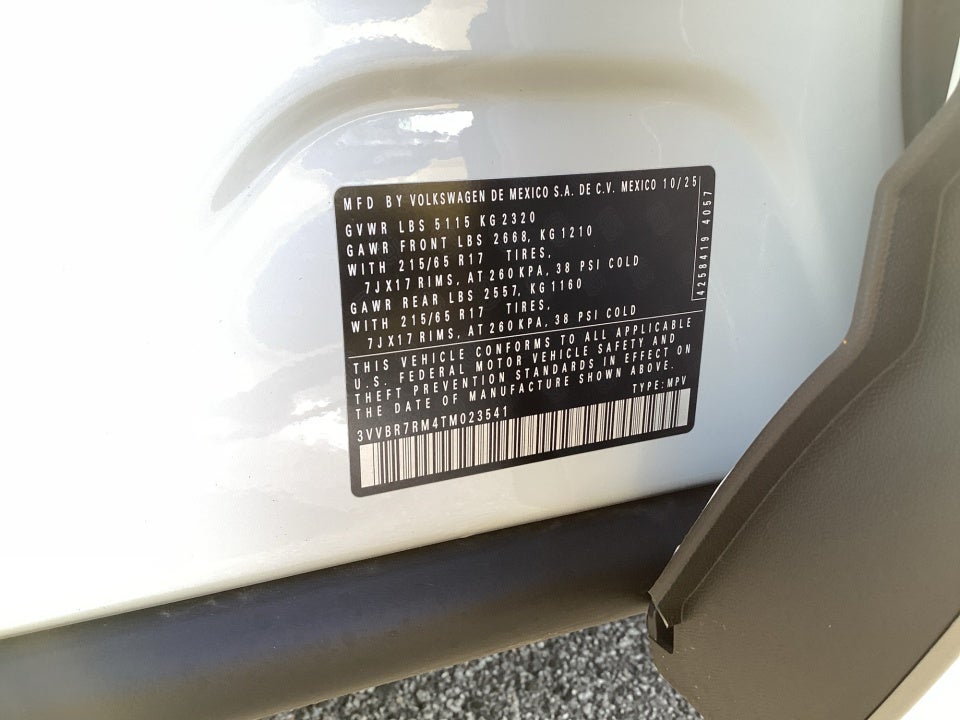 MFD BY VOLKSWAGEN DE MEXICO S.A. DE C.V. MEXICO 10/25
GVWR LBS 5115 KG 2320
GAWR FRONT LBS 2668, KG 1210
WITH 215/65 R17 TIRES,
7JX17 RIMS, AT 260 KPA, 38 PSI COLD
GAWR REAR LBS 2557, KG 1160
WITH 215/65 R17 TIRES,
7JX17 RIMS, AT 260 KPA, 38 PSI COLD
4258419 4057
THIS VEHICLE CONFORMS TO ALL APPLICABLE
U.S. FEDERAL MOTOR VEHICLE SAFETY AND
THEFT PREVENTION STANDARDS IN EFFECT ON
THE DATE OF MANUFACTURE SHOWN ABOVE.
TYPE: MPV
3VVBR7RM4TM023541